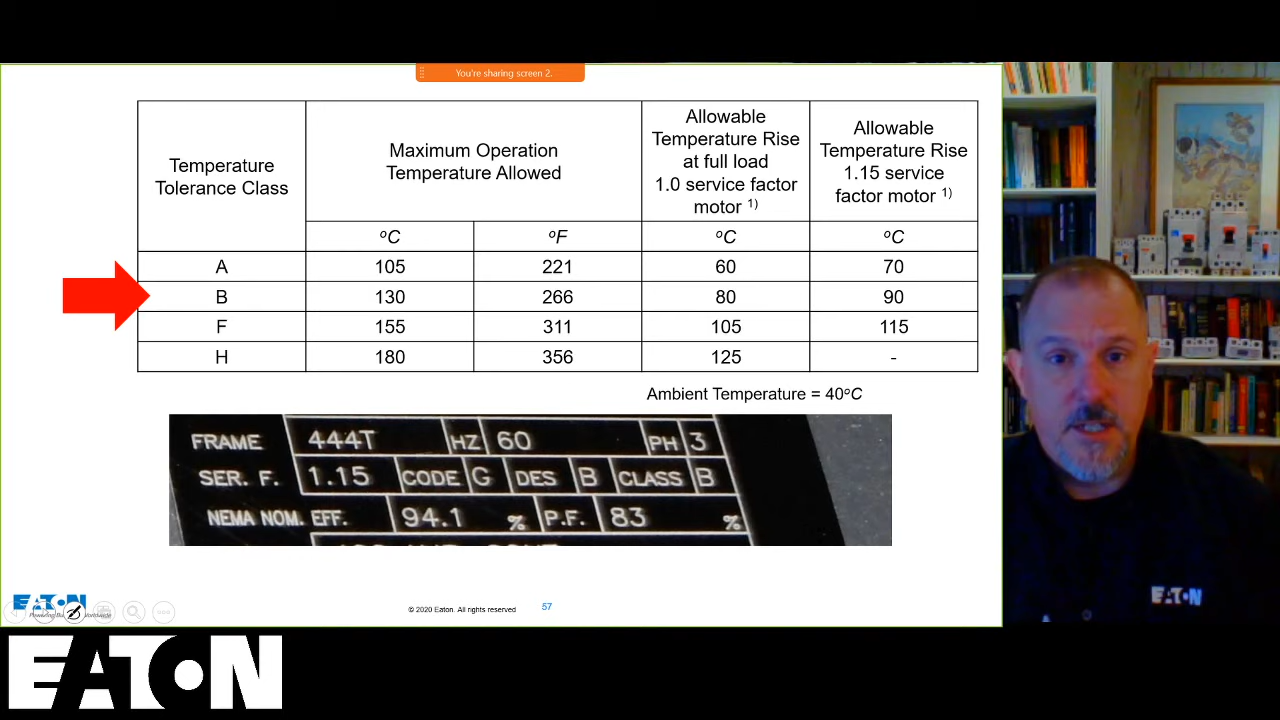 You're sharing screen 2.
Temperature
Tolerance Class
Maximum Operation
Temperature Allowed
Allowable
Temperature Rise
at full load
1.0 service factor
motor 1)
Allowable
Temperature Rise
1.15 service
factor motor 1)
oC oF oC oC
A 105 221 60 70
B 130 266 80 90
F 155 311 105 115
H 180 356 125 -
Ambient Temperature = 40oC
FRAME 444T HZ 60 PH 3
SER. F. 1.15 CODE G DES B CLASS B
NEMA NOM. EFF. 94.1 % P.F. 83 %
EATON
© 2020 Eaton. All rights reserved 57
EATON
EATON